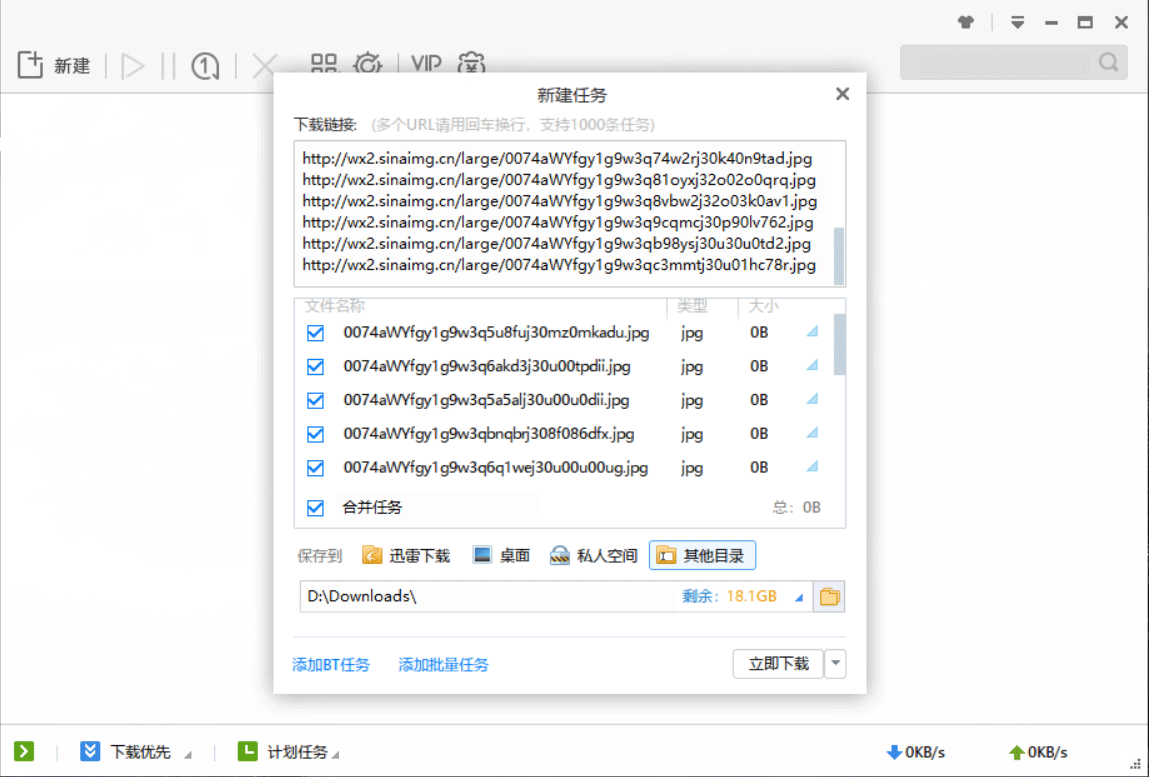 新建
VIP
新建任务
下载链接: (多个URL请用回车换行，支持1000条任务)
http://wx2.sinaimg.cn/large/0074aWYfgy1g9w3q74w2rj30k40n9tad.jpg
http://wx2.sinaimg.cn/large/0074aWYfgy1g9w3q81oyxj32o02o0qrq.jpg
http://wx2.sinaimg.cn/large/0074aWYfgy1g9w3q8vbw2j32o03k0av1.jpg
http://wx2.sinaimg.cn/large/0074aWYfgy1g9w3q9cqmcj30p90lv762.jpg
http://wx2.sinaimg.cn/large/0074aWYfgy1g9w3qb98ysj30u30u0td2.jpg
http://wx2.sinaimg.cn/large/0074aWYfgy1g9w3qc3mmtj30u01hc78r.jpg
文件名称 类型 大小
0074aWYfgy1g9w3q5u8fuj30mz0mkadu.jpg jpg 0B
0074aWYfgy1g9w3q6akd3j30u00tpdii.jpg jpg 0B
0074aWYfgy1g9w3q5a5alj30u00u0dii.jpg jpg 0B
0074aWYfgy1g9w3qbnqbrj308f086dfx.jpg jpg 0B
0074aWYfgy1g9w3q6q1wej30u00u00ug.jpg jpg 0B
合并任务 总: 0B
保存到 迅雷下载 桌面 私人空间 其他目录
D:\Downloads\ 剩余: 18.1GB
添加BT任务 添加批量任务 立即下载
下载优先 计划任务 0KB/s 0KB/s